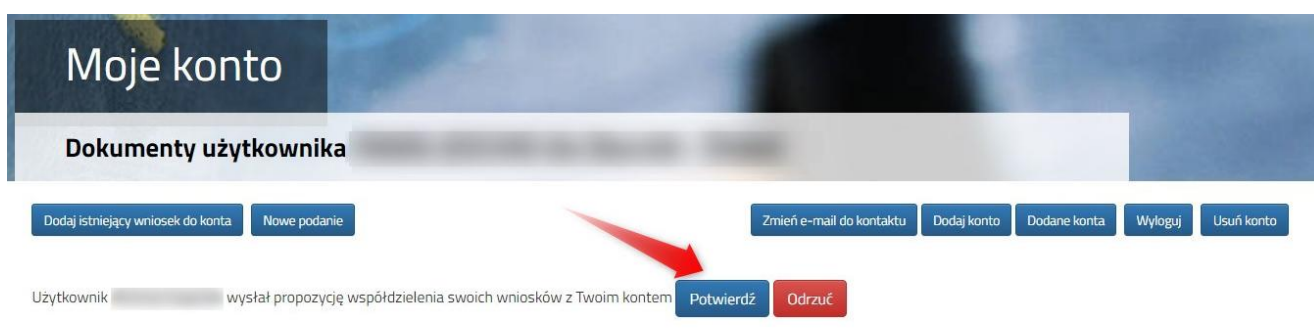 Moje konto
Dokumenty użytkownika
Dodaj istniejący wniosek do konta Nowe podanie Zmień e-mail do kontaktu Dodaj konto Dodane konta Wyloguj Usuń konto
Użytkownik wysłał propozycję współdzielenia swoich wniosków z Twoim kontem Potwierdź Odrzuć